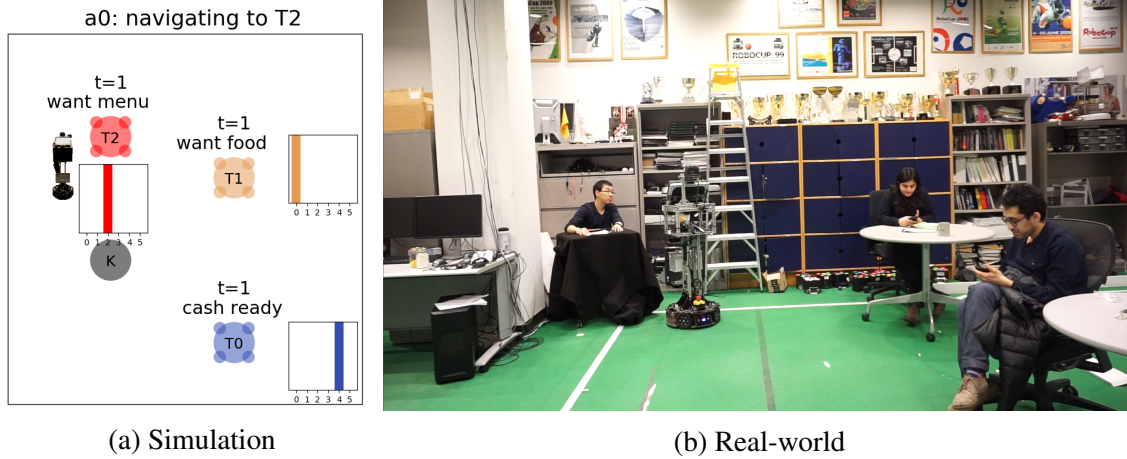 a0: navigating to T2
t=1
want menu
T2
0 1 2 3 4 5
K
t=1
want food
T1
0 1 2 3 4 5
t=1
cash ready
T0
0 1 2 3 4 5
ROBOCUP 99
RoboCup
(a) Simulation
(b) Real-world